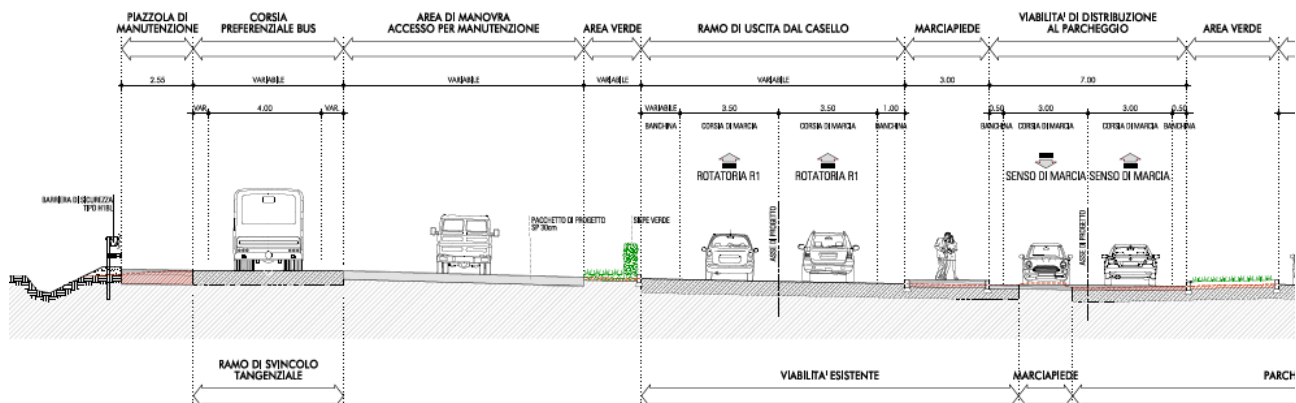 PIAZZOLA DI
MANUTENZIONE
CORSIA
PREFERENZIALE BUS
AREA DI MANOVRA
ACCESSO PER MANUTENZIONE
AREA VERDE
RAMO DI USCITA DAL CASELLO
MARCIAPIEDE
VIABILITA' DI DISTRIBUZIONE
AL PARCHEGGIO
AREA VERDE
2.55
VARIABILE
VARIABILE
VARIABILE
VARIABILE
3.00
7.00
VAR.
4.00
VAR.
VARIABILE
3.50
3.50
1.00
0.50
3.00
3.00
0.50
BANCHINA
CORSIA DI MARCIA
CORSIA DI MARCIA
BANCHINA
BANCHINA
CORSIA DI MARCIA
CORSIA DI MARCIA
BANCHINA
ROTATORIA R1
ROTATORIA R1
SENSO DI MARCIA
SENSO DI MARCIA
BARRIERA DI SICUREZZA
TIPO H1BL
PACCHETTO DI PROGETTO
SP 30cm
SIEPE VERDE
ASSE DI PROGETTO
ASSE DI PROGETTO
RAMO DI SVINCOLO
TANGENZIALE
VIABILITA' ESISTENTE
MARCIAPIEDE
PARCH